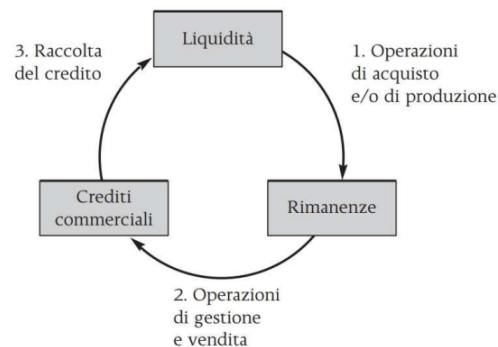 Liquidità
3. Raccolta
del credito
1. Operazioni
di acquisto
e/o di produzione
Crediti
commerciali
Rimanenze
2. Operazioni
di gestione
e vendita